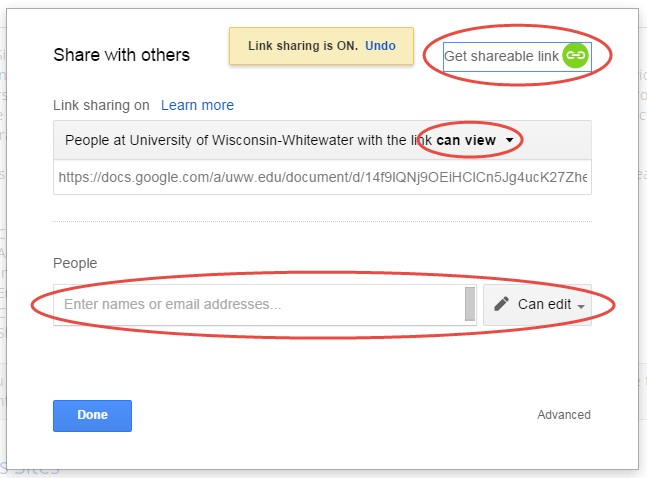 Share with others
Link sharing is ON. Undo
Get shareable link
Link sharing on Learn more
People at University of Wisconsin-Whitewater with the link can view
https://docs.google.com/a/uww.edu/document/d/14f9lQNj9OEiHClCn5Jg4ucK27Zhe
People
Enter names or email addresses...
Can edit
Done
Advanced
Sites